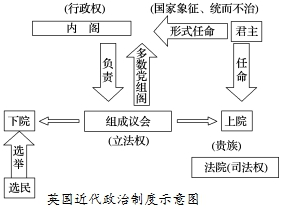 (行政权)
(国家象征、统而不治)
内阁
形式任命
君主
负责
多数党组阁
任命
下院
组成议会
上院
(立法权)
(贵族)
选举
法院(司法权)
选民
英国近代政治制度示意图